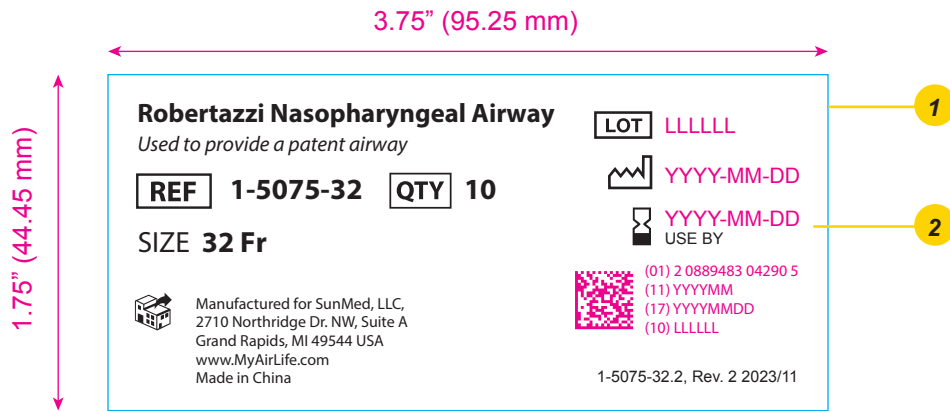 3.75” (95.25 mm)
1.75” (44.45 mm)
Robertazzi Nasopharyngeal Airway
Used to provide a patent airway
REF 1-5075-32 QTY 10
SIZE 32 Fr
Manufactured for SunMed, LLC,
2710 Northridge Dr. NW, Suite A
Grand Rapids, MI 49544 USA
www.MyAirLife.com
Made in China
LOT LLLLLL
YYYY-MM-DD
YYYY-MM-DD
USE BY
(01) 2 0889483 04290 5
(11) YYYYMM
(17) YYYYMMDD
(10) LLLLLL
1-5075-32.2, Rev. 2 2023/11
1
2